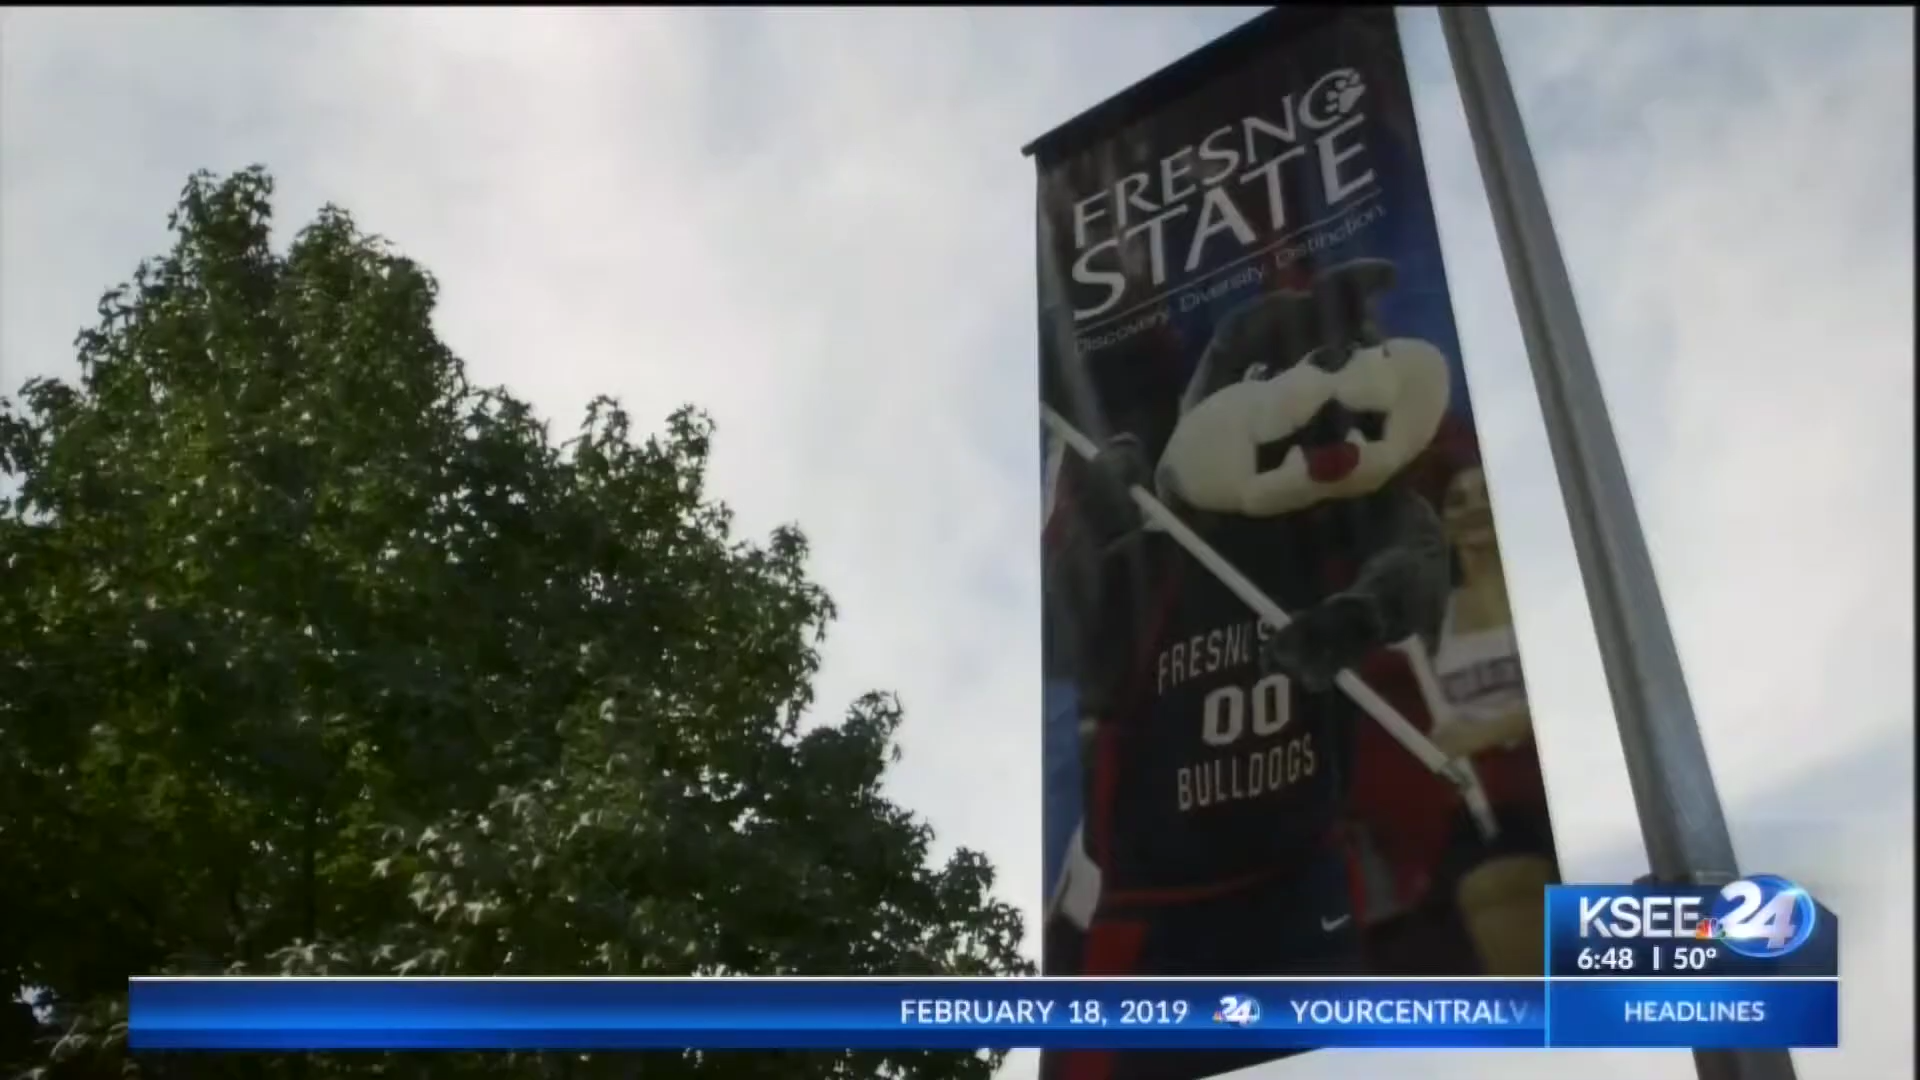 FRESNO
STATE
Discovery. Diversity. Distinction.
FRESNO S
00
BULLDOGS
KSEE 24
6:48 | 50°
FEBRUARY 18, 2019 24 YOURCENTRALV
HEADLINES